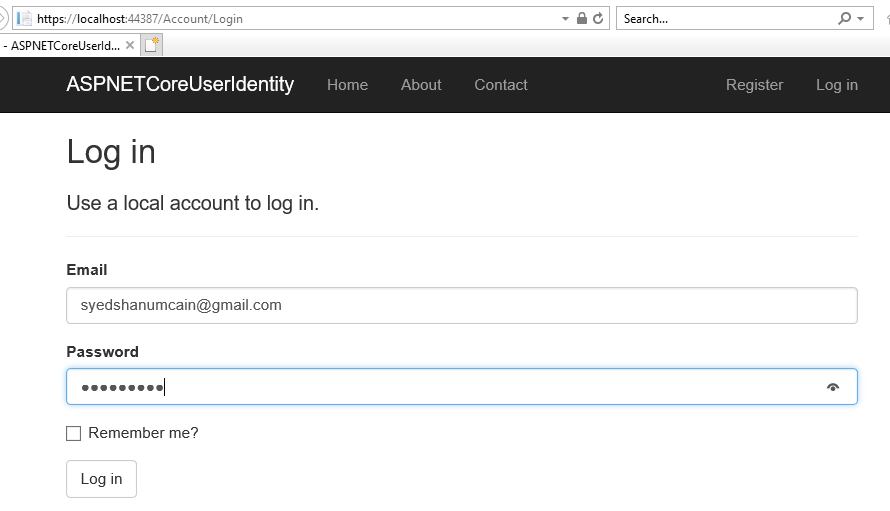 https://localhost:44387/Account/Login
Search...
- ASPNETCoreUserId...
ASPNETCoreUserIdentity Home About Contact Register Log in
Log in
Use a local account to log in.
Email
syedshanumcain@gmail.com
Password
●●●●●●●●●
Remember me?
Log in